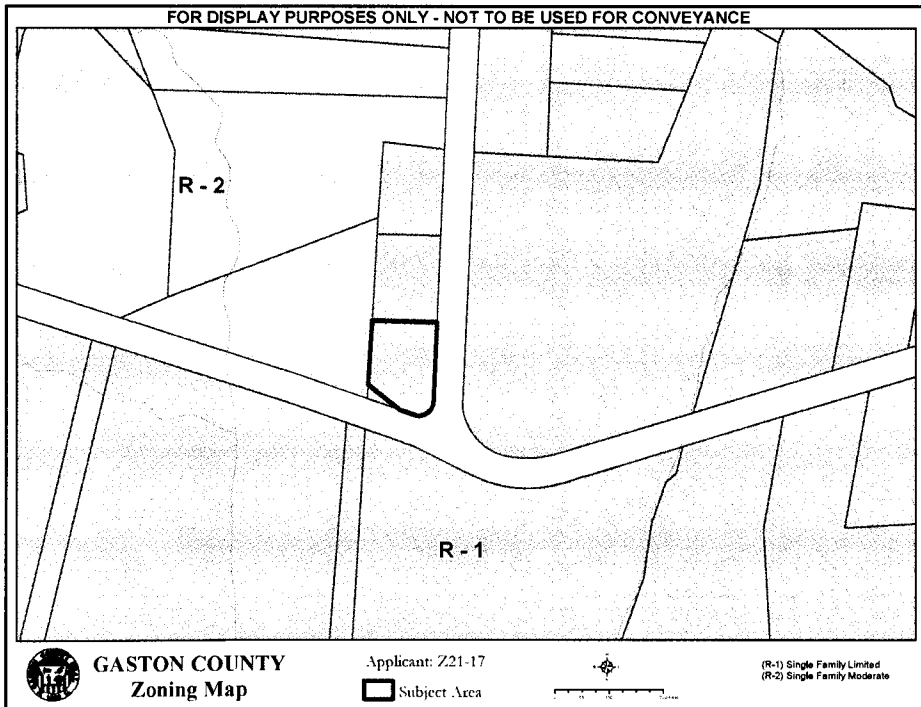 FOR DISPLAY PURPOSES ONLY - NOT TO BE USED FOR CONVEYANCE
R - 2
R - 1
GASTON COUNTY
Zoning Map
Applicant: Z21-17
Subject Area
(R-1) Single Family Limited
(R-2) Single Family Moderate